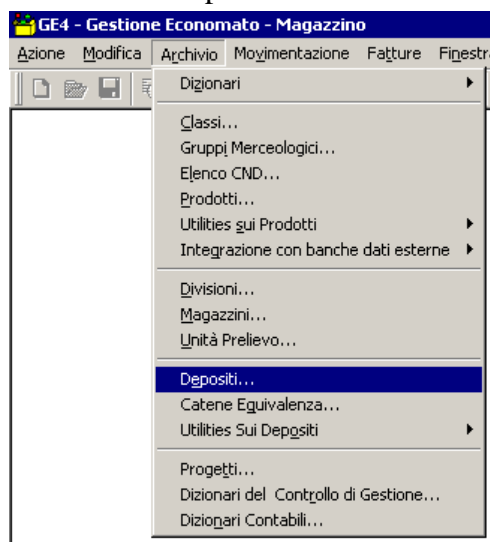 GE4 - Gestione Economato - Magazzino
Azione Modifica Archivio Movimentazione Fatture Finestr
Dizionari
Classi...
Gruppi Merceologici...
Elenco CND...
Prodotti...
Utilities sui Prodotti
Integrazione con banche dati esterne
Divisioni...
Magazzini...
Unità Prelievo...
Depositi...
Catene Equivalenza...
Utilities Sui Depositi
Progetti...
Dizionari del Controllo di Gestione...
Dizionari Contabili...